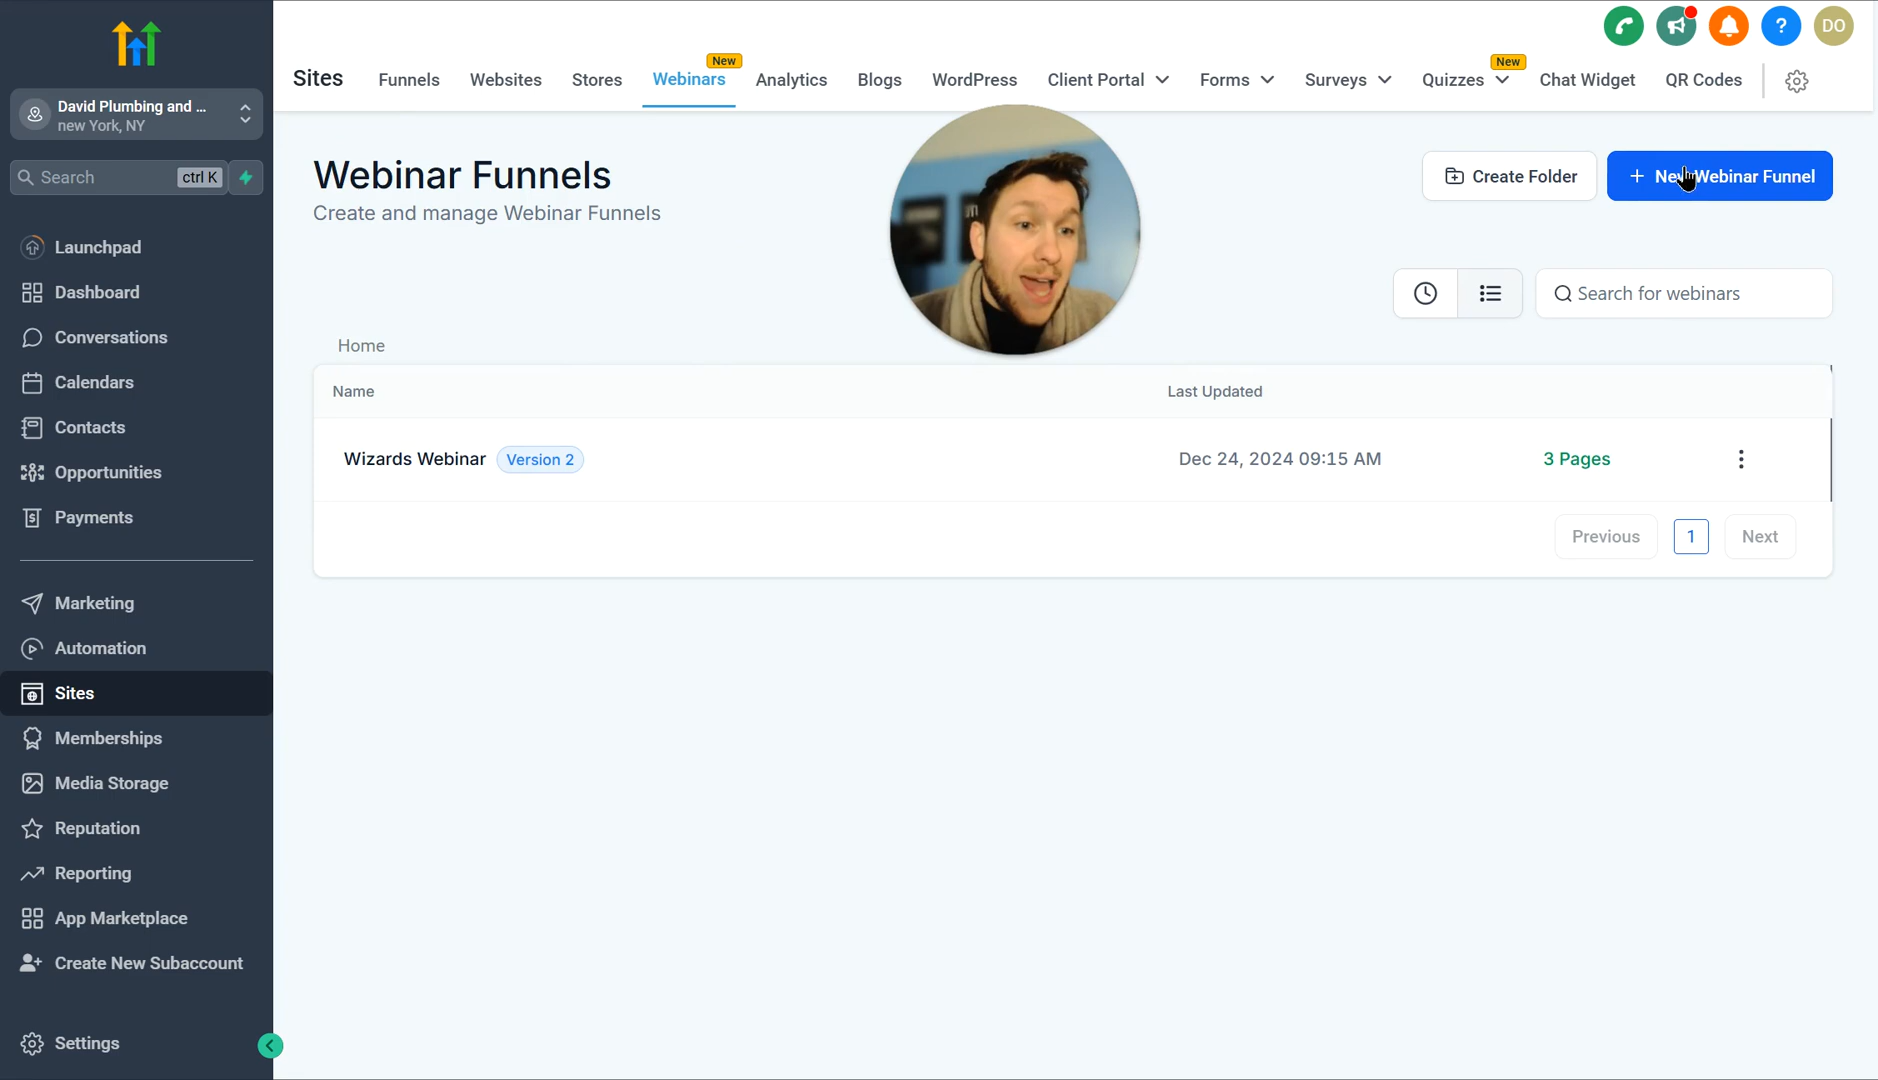 David Plumbing and ...
new York, NY
Search
ctrl K
Launchpad
Dashboard
Conversations
Calendars
Contacts
Opportunities
Payments
Marketing
Automation
Sites
Memberships
Media Storage
Reputation
Reporting
App Marketplace
Create New Subaccount
Settings
DO
New
New
Sites Funnels Websites Stores Webinars Analytics Blogs WordPress Client Portal Forms Surveys Quizzes Chat Widget QR Codes
Webinar Funnels
Create and manage Webinar Funnels
Create Folder
+ New Webinar Funnel
Search for webinars
Home
Name Last Updated
Wizards Webinar Version 2 Dec 24, 2024 09:15 AM 3 Pages
Previous 1 Next